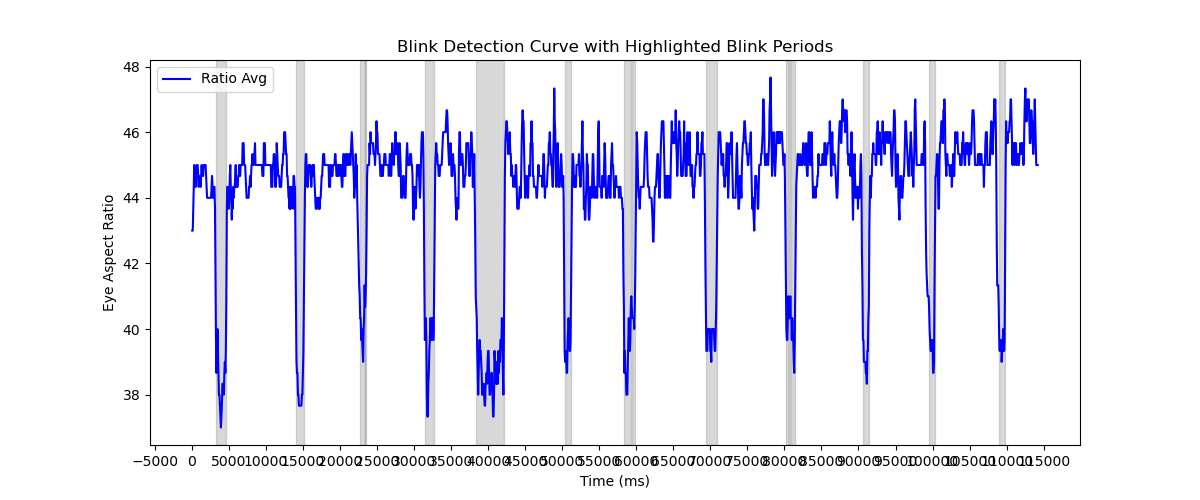 Blink Detection Curve with Highlighted Blink Periods
Ratio Avg
48
46
44
42
40
38
Eye Aspect Ratio
−5000 0 5000 10000 15000 20000 25000 30000 35000 40000 45000 50000 55000 60000 65000 70000 75000 80000 85000 90000 95000 100000 105000 110000 115000
Time (ms)